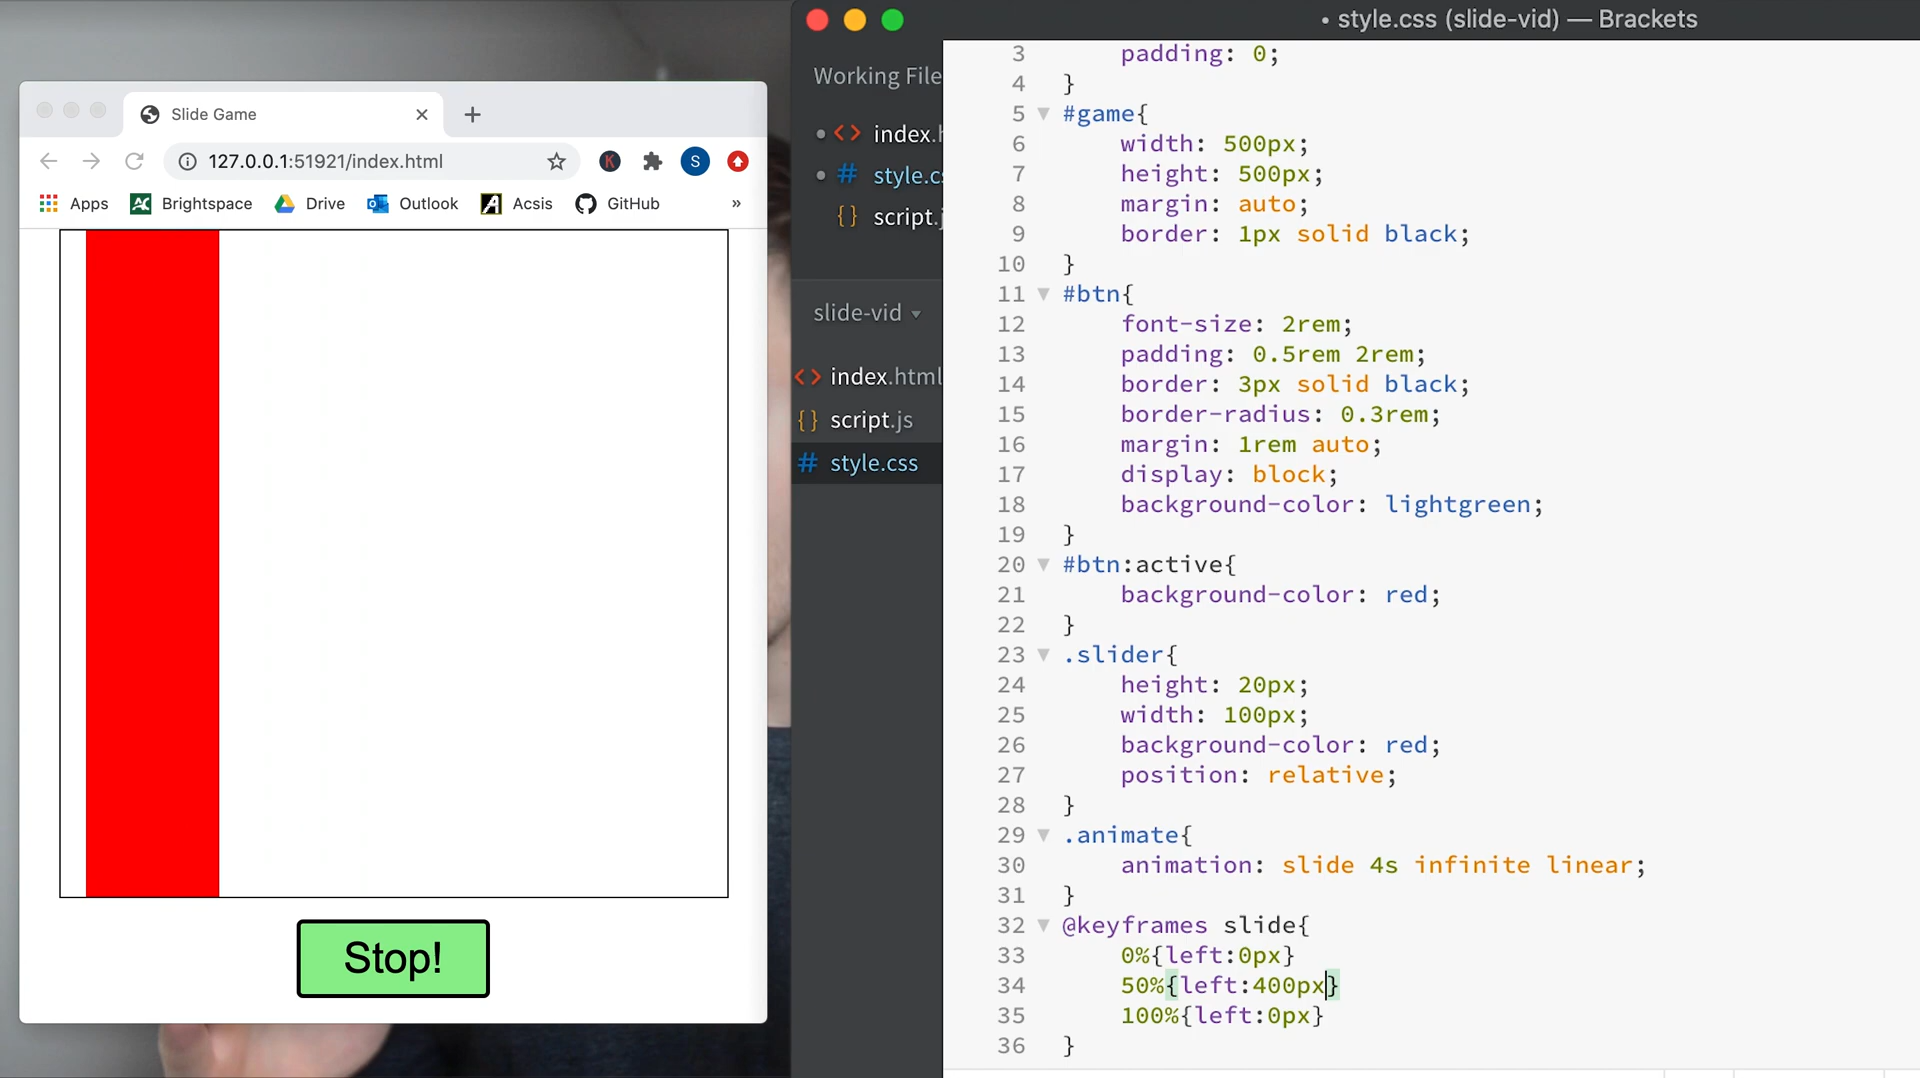 Slide Game
127.0.0.1:51921/index.html
K
S
Apps
Brightspace
Drive
Outlook
Acsis
GitHub
»
Stop!
• style.css (slide-vid) — Brackets
Working File
index.h
style.cs
script.j
slide-vid
index.html
script.js
style.css
3 padding: 0;
4 }
5 #game{
6 width: 500px;
7 height: 500px;
8 margin: auto;
9 border: 1px solid black;
10 }
11 #btn{
12 font-size: 2rem;
13 padding: 0.5rem 2rem;
14 border: 3px solid black;
15 border-radius: 0.3rem;
16 margin: 1rem auto;
17 display: block;
18 background-color: lightgreen;
19 }
20 #btn:active{
21 background-color: red;
22 }
23 .slider{
24 height: 20px;
25 width: 100px;
26 background-color: red;
27 position: relative;
28 }
29 .animate{
30 animation: slide 4s infinite linear;
31 }
32 @keyframes slide{
33 0%{left:0px}
34 50%{left:400px}
35 100%{left:0px}
36 }